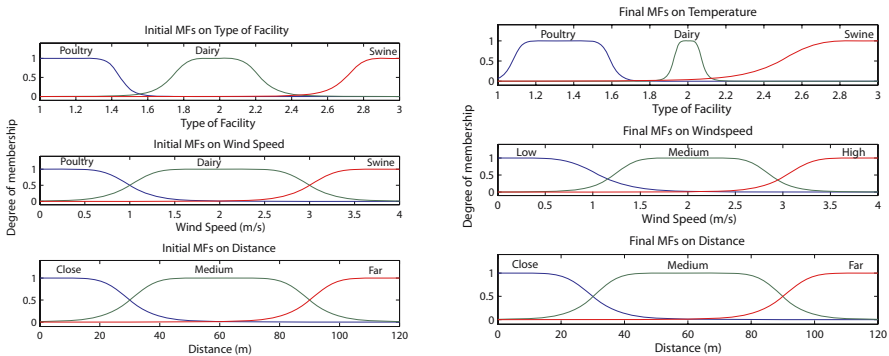 Initial MFs on Type of Facility
Poultry Dairy Swine
1
0.5
0
1 1.2 1.4 1.6 1.8 2 2.2 2.4 2.6 2.8 3
Type of Facility
Initial MFs on Wind Speed
Poultry Dairy Swine
1
0.5
0
0 0.5 1 1.5 2 2.5 3 3.5 4
Wind Speed (m/s)
Initial MFs on Distance
Close Medium Far
1
0.5
0
0 20 40 60 80 100 120
Distance (m)
Degree of membership
Final MFs on Temperature
Poultry Dairy Swine
1
0.5
0
1 1.2 1.4 1.6 1.8 2 2.2 2.4 2.6 2.8 3
Type of Facility
Final MFs on Windspeed
Low Medium High
1
0.5
0
0 0.5 1 1.5 2 2.5 3 3.5 4
Wind Speed (m/s)
Final MFs on Distance
Close Medium Far
1
0.5
0
0 20 40 60 80 100 120
Distance (m)
Degree of membership